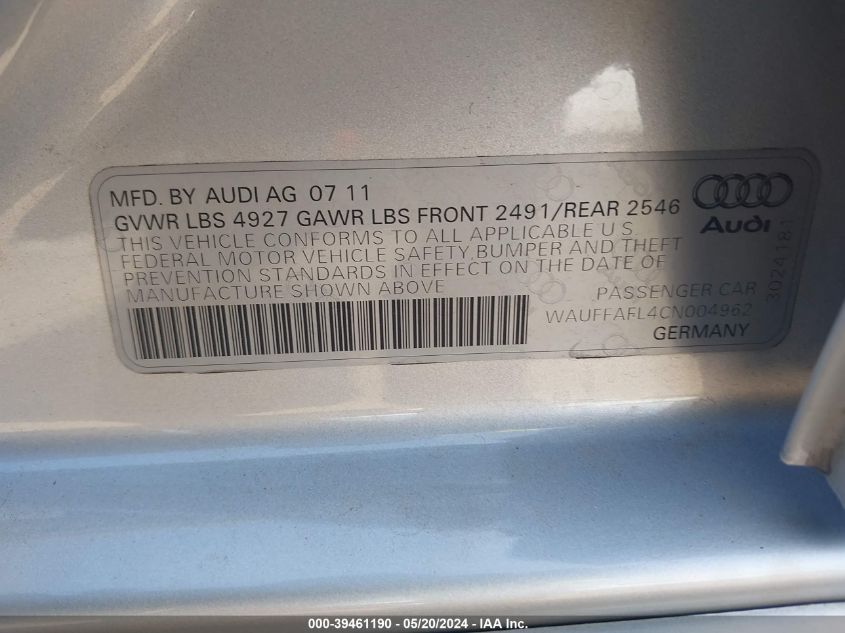 MFD. BY AUDI AG 07 11
GVWR LBS 4927 GAWR LBS FRONT 2491/REAR 2546
THIS VEHICLE CONFORMS TO ALL APPLICABLE U.S.
FEDERAL MOTOR VEHICLE SAFETY, BUMPER AND THEFT
PREVENTION STANDARDS IN EFFECT ON THE DATE OF
MANUFACTURE SHOWN ABOVE
Audi
3024181
PASSENGER CAR
WAUFFAFL4CN004962
GERMANY
000-39461190 - 05/20/2024 - IAA Inc.